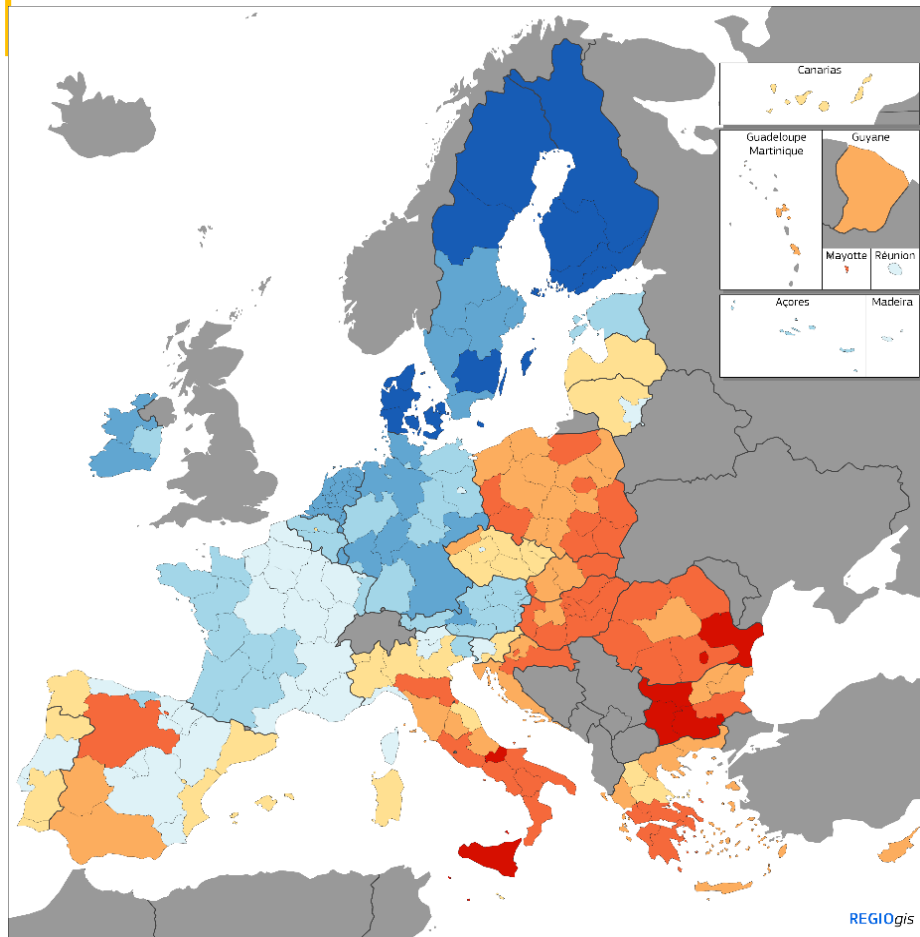 Canarias
Guadeloupe
Martinique
Guyane
Mayotte
Réunion
Açores
Madeira
REGIOgis